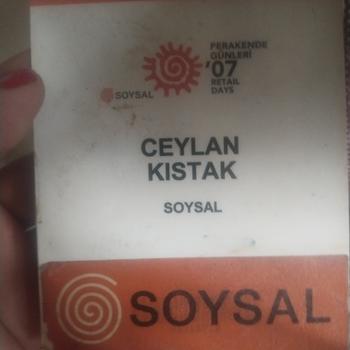 PERAKENDE
GÜNLERİ
'07
RETAIL
DAYS
SOYSAL
CEYLAN
KISTAK
SOYSAL
SOYSAL